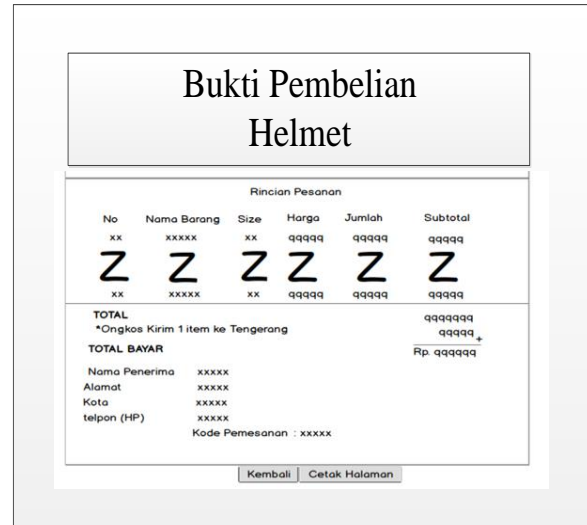 Bukti Pembelian
Helmet
Rincian Pesanan
No Nama Barang Size Harga Jumlah Subtotal
xx xxxxx xx qqqqq qqqqq qqqqq
Z Z Z Z Z Z
xx xxxxx xx qqqqq qqqqq qqqqq
TOTAL qqqqqqq
*Ongkos Kirim 1 item ke Tengerang qqqqq +
TOTAL BAYAR Rp. qqqqqq
Nama Penerima xxxxx
Alamat xxxxx
Kota xxxxx
telpon (HP) xxxxx
Kode Pemesanan : xxxxx
Kembali Cetak Halaman